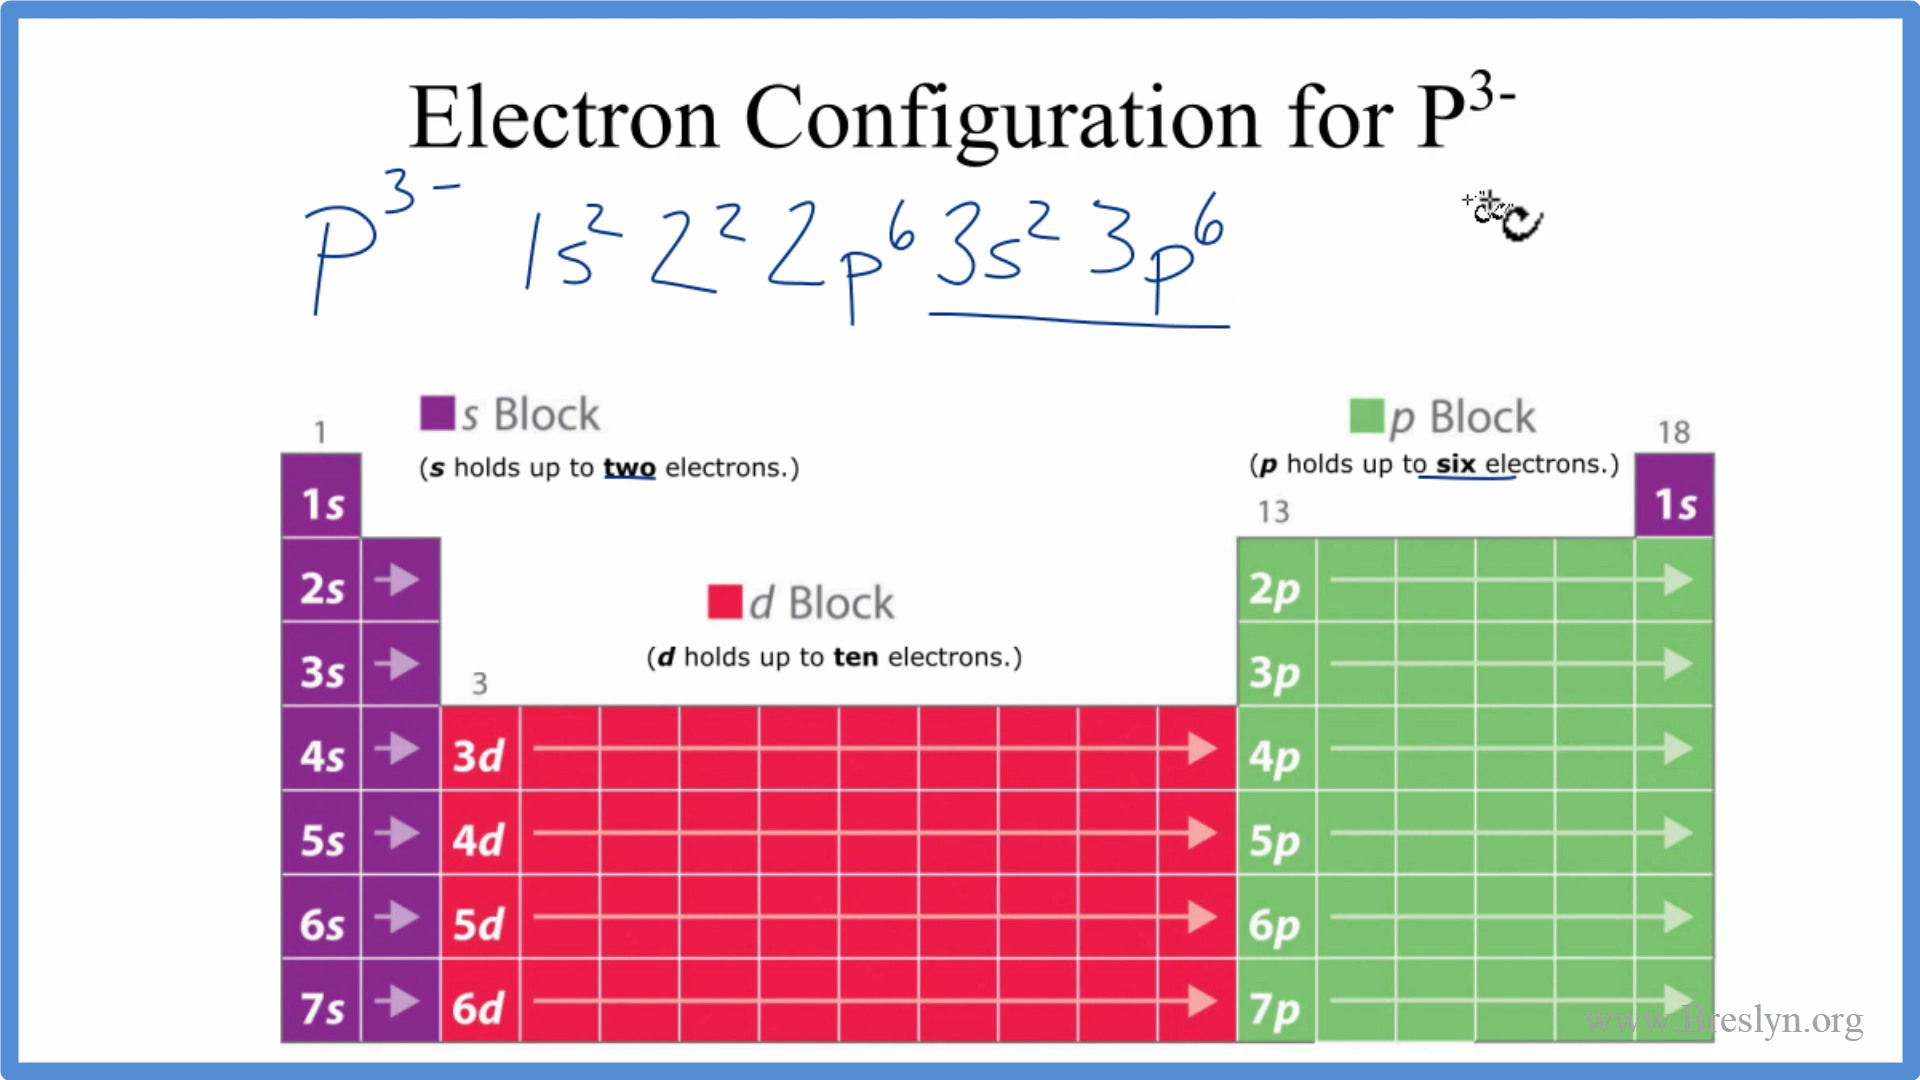 Electron Configuration for P³⁻
P³⁻ 1s² 2² 2p⁶ 3s² 3p⁶
s Block
(s holds up to two electrons.)
p Block
(p holds up to six electrons.)
d Block
(d holds up to ten electrons.)
1 18
13
3
1s 1s
2s 2p
3s 3p
4s 3d 4p
5s 4d 5p
6s 5d 6p
7s 6d 7p
www.Breslyn.org